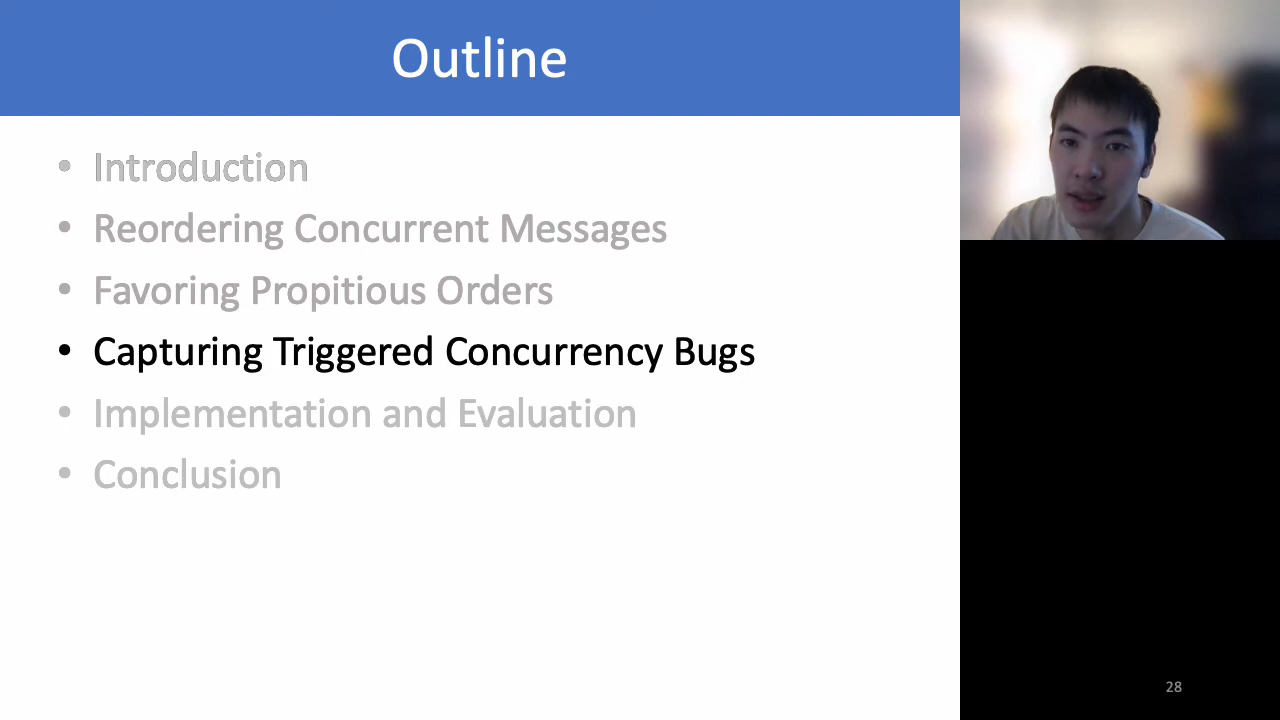 Outline
• Introduction
• Reordering Concurrent Messages
• Favoring Propitious Orders
• Capturing Triggered Concurrency Bugs
• Implementation and Evaluation
• Conclusion
28